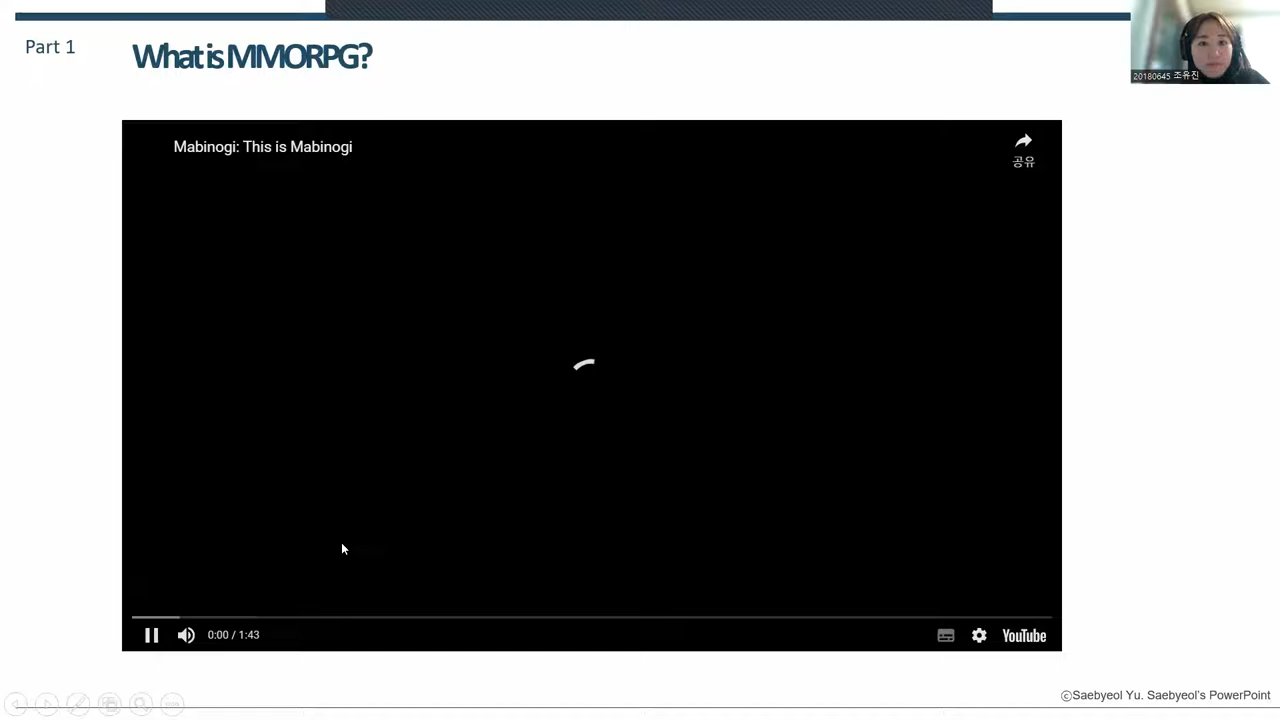 Part 1
What is MMORPG?
20180645 조유진
Mabinogi: This is Mabinogi
공유
0:00 / 1:43
YouTube
ⓒSaebyeol Yu. Saebyeol’s PowerPoint